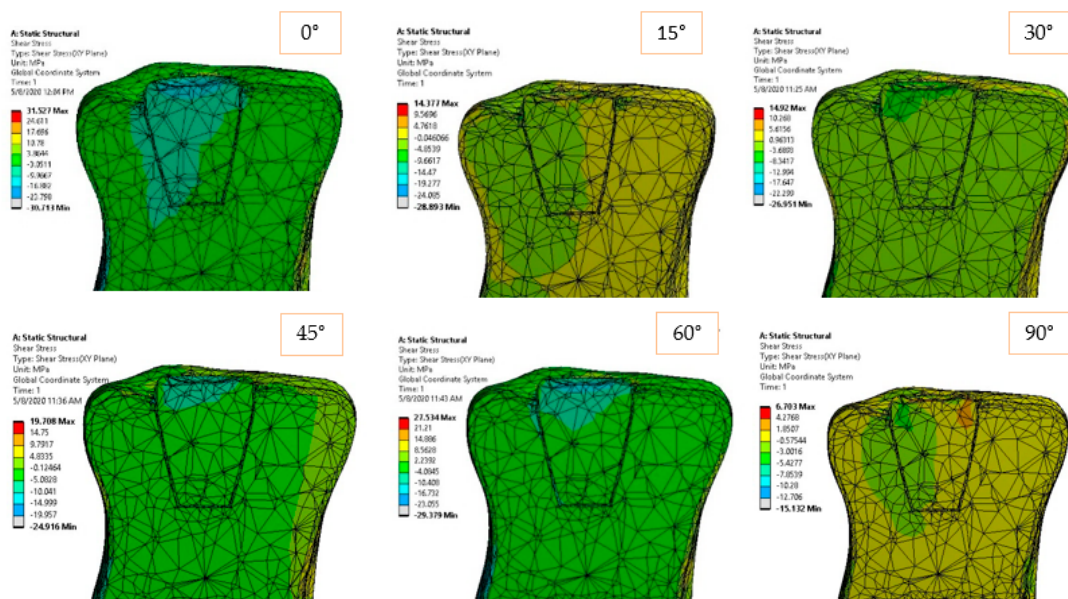 A: Static Structural
Shear Stress
Type: Shear Stress(XY Plane)
Unit: MPa
Global Coordinate System
Time: 1
5/8/2020 12:04 PM
0°
31.527 Max
24.611
17.696
10.78
3.8644
-3.0511
-9.9667
-16.882
-23.798
-30.713 Min
A: Static Structural
Shear Stress
Type: Shear Stress(XY Plane)
Unit: MPa
Global Coordinate System
Time: 1
15°
14.377 Max
9.5696
4.7618
-0.046066
-4.8539
-9.6617
-14.47
-19.277
-24.085
-28.893 Min
A: Static Structural
Shear Stress
Type: Shear Stress(XY Plane)
Unit: MPa
Global Coordinate System
Time: 1
5/8/2020 11:25 AM
30°
14.92 Max
10.268
5.6156
0.96313
-3.6893
-8.3417
-12.994
-17.647
-22.299
-26.951 Min
A: Static Structural
Shear Stress
Type: Shear Stress(XY Plane)
Unit: MPa
Global Coordinate System
Time: 1
5/8/2020 11:36 AM
45°
19.708 Max
14.75
9.7917
4.8335
-0.12464
-5.0828
-10.041
-14.999
-19.957
-24.916 Min
A: Static Structural
Shear Stress
Type: Shear Stress(XY Plane)
Unit: MPa
Global Coordinate System
Time: 1
5/8/2020 11:43 AM
60°
27.534 Max
21.21
14.886
8.5628
2.2392
-4.0845
-10.408
-16.732
-23.055
-29.379 Min
A: Static Structural
Shear Stress
Type: Shear Stress(XY Plane)
Unit: MPa
Global Coordinate System
Time: 1
90°
6.703 Max
4.2768
1.8507
-0.57544
-3.0016
-5.4277
-7.8539
-10.28
-12.706
-15.132 Min